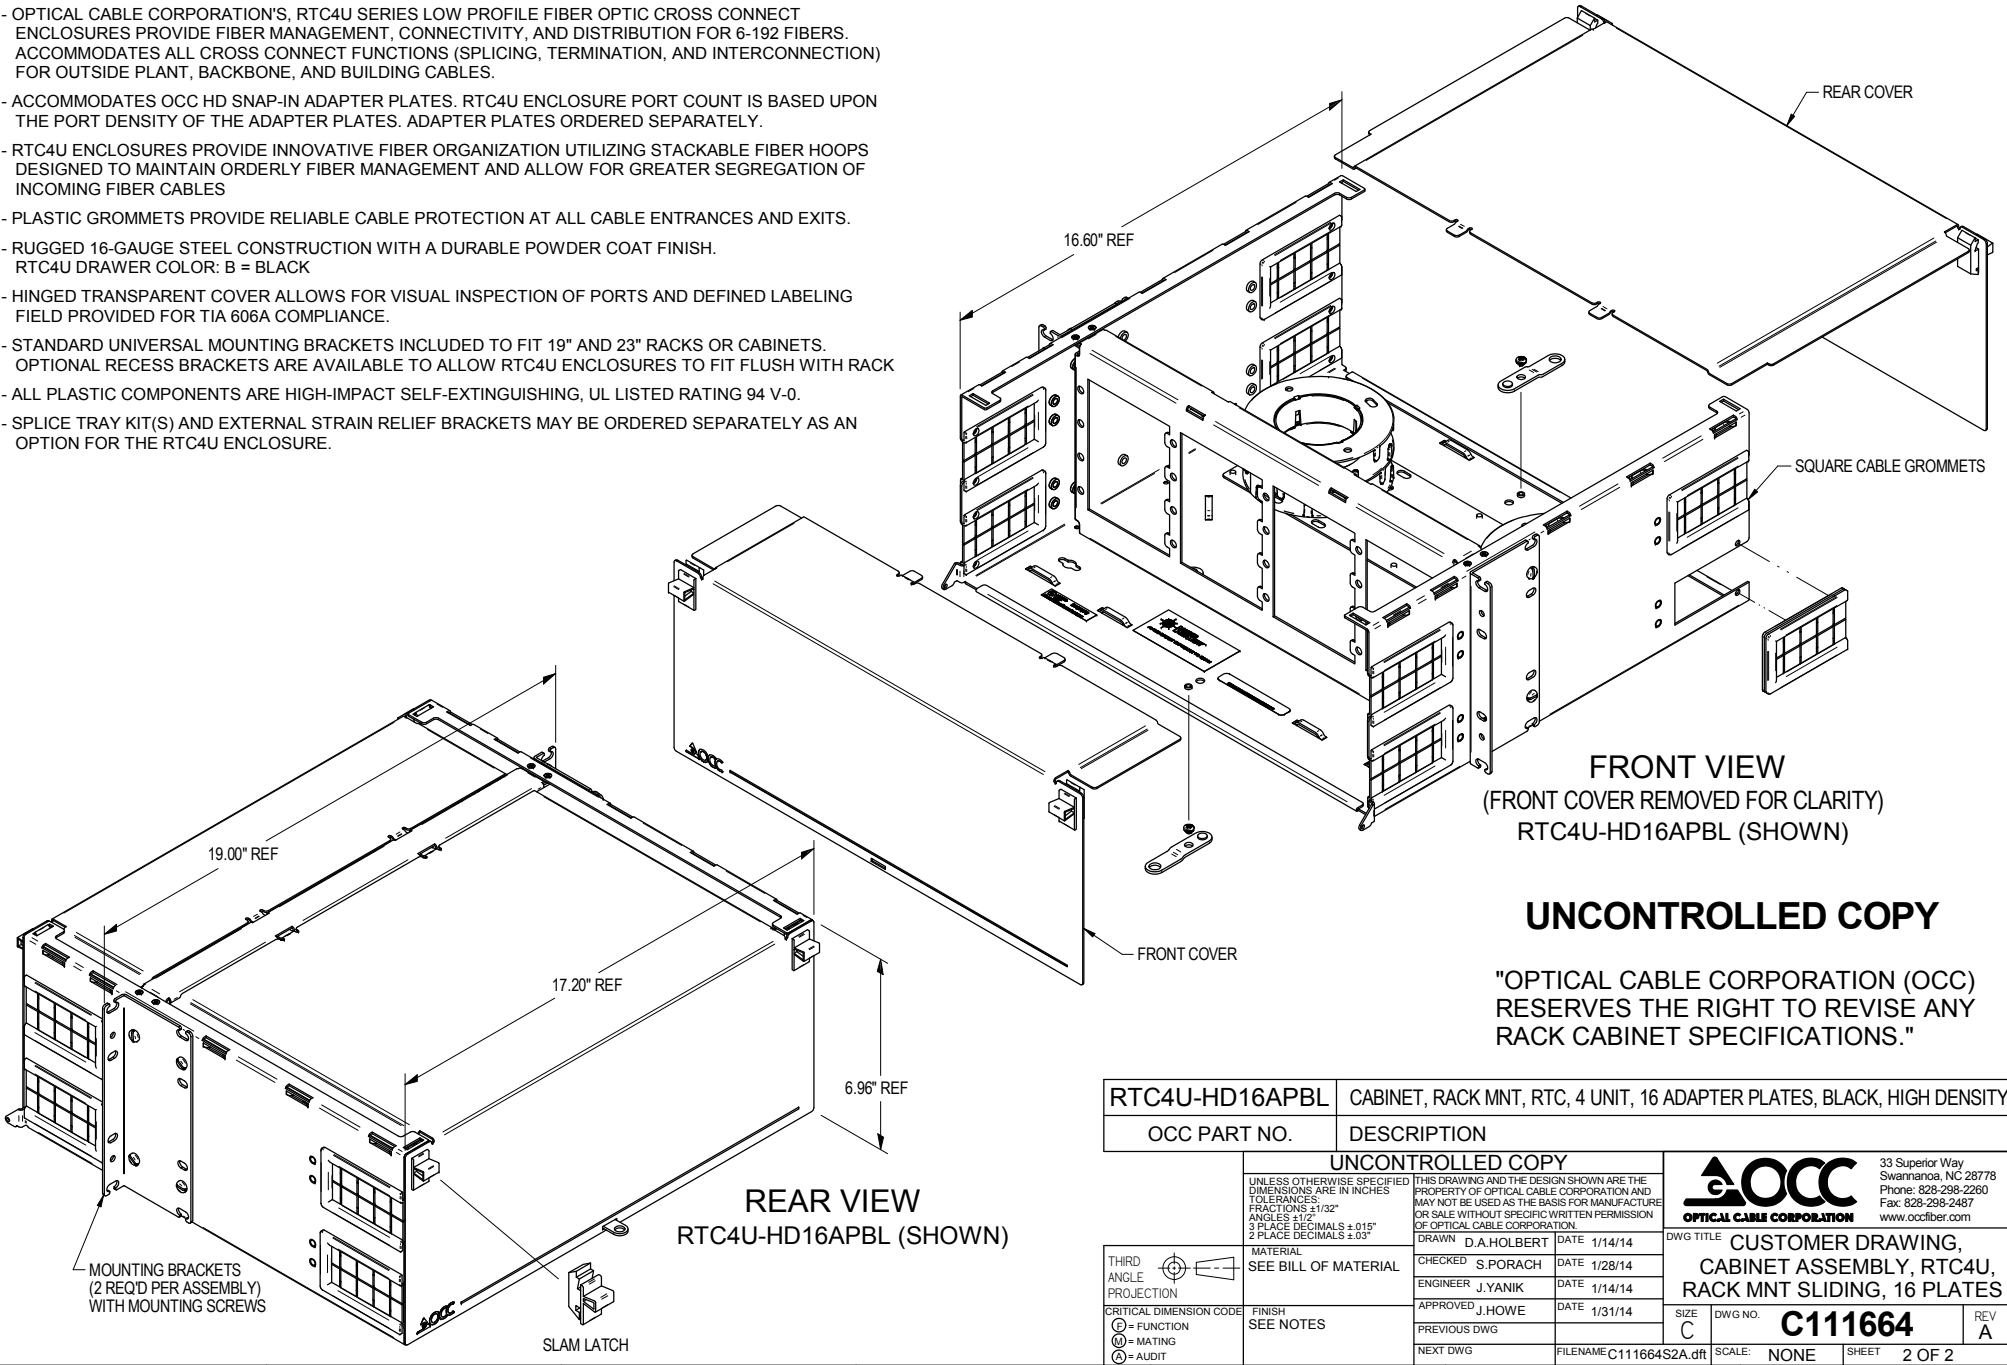 - OPTICAL CABLE CORPORATION'S, RTC4U SERIES LOW PROFILE FIBER OPTIC CROSS CONNECT
ENCLOSURES PROVIDE FIBER MANAGEMENT, CONNECTIVITY, AND DISTRIBUTION FOR 6-192 FIBERS.
ACCOMMODATES ALL CROSS CONNECT FUNCTIONS (SPLICING, TERMINATION, AND INTERCONNECTION)
FOR OUTSIDE PLANT, BACKBONE, AND BUILDING CABLES.
- ACCOMMODATES OCC HD SNAP-IN ADAPTER PLATES. RTC4U ENCLOSURE PORT COUNT IS BASED UPON
THE PORT DENSITY OF THE ADAPTER PLATES. ADAPTER PLATES ORDERED SEPARATELY.
- RTC4U ENCLOSURES PROVIDE INNOVATIVE FIBER ORGANIZATION UTILIZING STACKABLE FIBER HOOPS
DESIGNED TO MAINTAIN ORDERLY FIBER MANAGEMENT AND ALLOW FOR GREATER SEGREGATION OF
INCOMING FIBER CABLES
- PLASTIC GROMMETS PROVIDE RELIABLE CABLE PROTECTION AT ALL CABLE ENTRANCES AND EXITS.
- RUGGED 16-GAUGE STEEL CONSTRUCTION WITH A DURABLE POWDER COAT FINISH.
RTC4U DRAWER COLOR: B = BLACK
- HINGED TRANSPARENT COVER ALLOWS FOR VISUAL INSPECTION OF PORTS AND DEFINED LABELING
FIELD PROVIDED FOR TIA 606A COMPLIANCE.
- STANDARD UNIVERSAL MOUNTING BRACKETS INCLUDED TO FIT 19" AND 23" RACKS OR CABINETS.
OPTIONAL RECESS BRACKETS ARE AVAILABLE TO ALLOW RTC4U ENCLOSURES TO FIT FLUSH WITH RACK
- ALL PLASTIC COMPONENTS ARE HIGH-IMPACT SELF-EXTINGUISHING, UL LISTED RATING 94 V-0.
- SPLICE TRAY KIT(S) AND EXTERNAL STRAIN RELIEF BRACKETS MAY BE ORDERED SEPARATELY AS AN
OPTION FOR THE RTC4U ENCLOSURE.
REAR COVER
16.60" REF
SQUARE CABLE GROMMETS
OCC
FRONT VIEW
(FRONT COVER REMOVED FOR CLARITY)
RTC4U-HD16APBL (SHOWN)
FRONT COVER
19.00" REF
17.20" REF
6.96" REF
REAR VIEW
RTC4U-HD16APBL (SHOWN)
MOUNTING BRACKETS
(2 REQ'D PER ASSEMBLY)
WITH MOUNTING SCREWS
OCC
SLAM LATCH
UNCONTROLLED COPY
"OPTICAL CABLE CORPORATION (OCC)
RESERVES THE RIGHT TO REVISE ANY
RACK CABINET SPECIFICATIONS."
RTC4U-HD16APBL CABINET, RACK MNT, RTC, 4 UNIT, 16 ADAPTER PLATES, BLACK, HIGH DENSITY
OCC PART NO. DESCRIPTION
UNCONTROLLED COPY
UNLESS OTHERWISE SPECIFIED
DIMENSIONS ARE IN INCHES
TOLERANCES:
FRACTIONS ±1/32"
ANGLES ±1/2°
3 PLACE DECIMALS ±.015"
2 PLACE DECIMALS ±.03"
THIS DRAWING AND THE DESIGN SHOWN ARE THE
PROPERTY OF OPTICAL CABLE CORPORATION AND
MAY NOT BE USED AS THE BASIS FOR MANUFACTURE
OR SALE WITHOUT SPECIFIC WRITTEN PERMISSION
OF OPTICAL CABLE CORPORATION.
OCC
OPTICAL CABLE CORPORATION
33 Superior Way
Swannanoa, NC 28778
Phone: 828-298-2260
Fax: 828-298-2487
www.occfiber.com
THIRD
ANGLE
PROJECTION
MATERIAL
SEE BILL OF MATERIAL
DRAWN D.A.HOLBERT DATE 1/14/14
CHECKED S.PORACH DATE 1/28/14
ENGINEER J.YANIK DATE 1/14/14
APPROVED J.HOWE DATE 1/31/14
PREVIOUS DWG
NEXT DWG
FILENAME C111664S2A.dft
CRITICAL DIMENSION CODE
F = FUNCTION
M = MATING
A = AUDIT
FINISH
SEE NOTES
DWG TITLE
CUSTOMER DRAWING,
CABINET ASSEMBLY, RTC4U,
RACK MNT SLIDING, 16 PLATES
SIZE C
DWG NO. C111664
REV A
SCALE: NONE
SHEET 2 OF 2